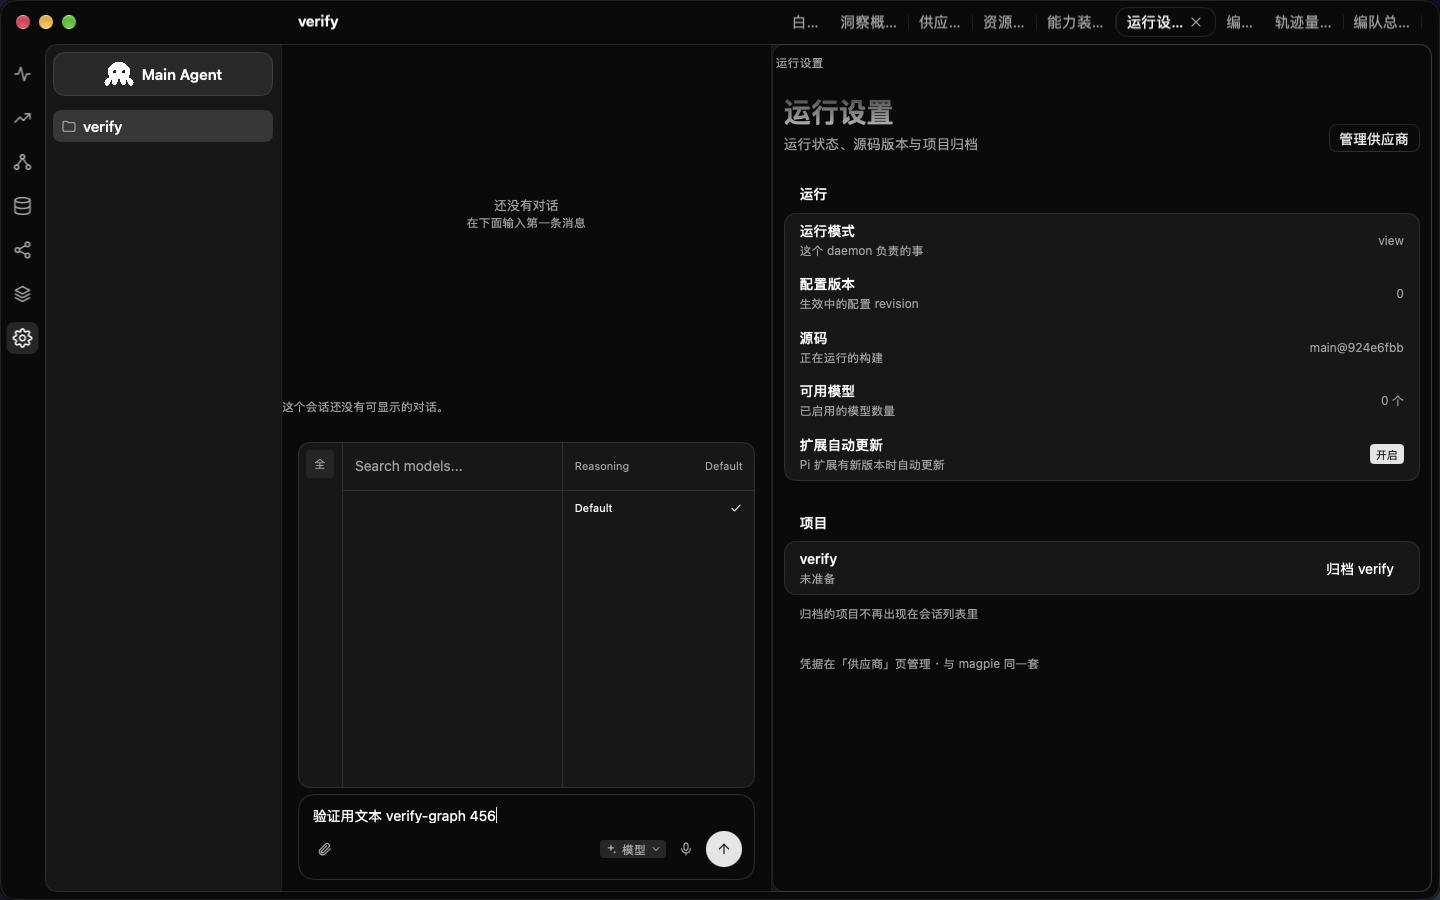 verify
白...
洞察概...
供应...
资源...
能力装...
运行设...
编...
轨迹量...
编队总...
Main Agent
verify
还没有对话
在下面输入第一条消息
这个会话还没有可显示的对话。
全
Search models...
Reasoning
Default
Default
验证用文本 verify-graph 456
模型
运行设置
运行设置
运行状态、源码版本与项目归档
管理供应商
运行
运行模式
这个 daemon 负责的事
view
配置版本
生效中的配置 revision
0
源码
正在运行的构建
main@924e6fbb
可用模型
已启用的模型数量
0 个
扩展自动更新
Pi 扩展有新版本时自动更新
开启
项目
verify
未准备
归档 verify
归档的项目不再出现在会话列表里
凭据在「供应商」页管理 · 与 magpie 同一套